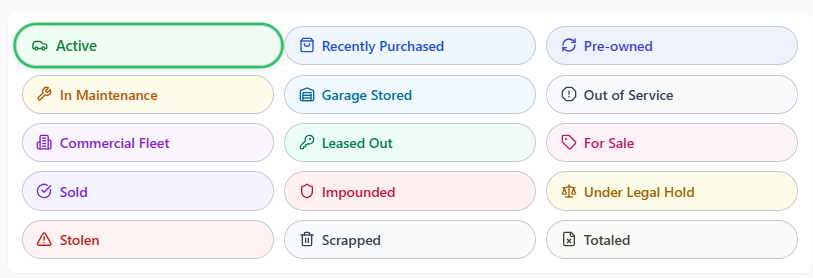 Active
Recently Purchased
Pre-owned
In Maintenance
Garage Stored
Out of Service
Commercial Fleet
Leased Out
For Sale
Sold
Impounded
Under Legal Hold
Stolen
Scrapped
Totaled